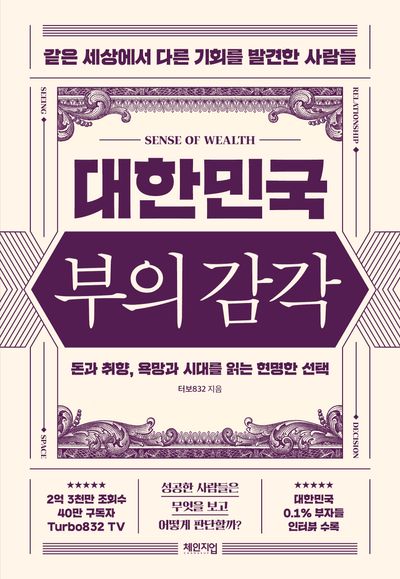 같은 세상에서 다른 기회를 발견한 사람들
SEEING
RELATIONSHIP
SENSE OF WEALTH
대한민국
부의 감각
돈과 취향, 욕망과 시대를 읽는 현명한 선택
터보832 지음
SPACE
DECISION
★★★★★
2억 3천만 조회수
40만 구독자
Turbo832 TV
성공한 사람들은
무엇을 보고
어떻게 판단할까?
★★★★★
대한민국
0.1% 부자들
인터뷰 수록
체인지업